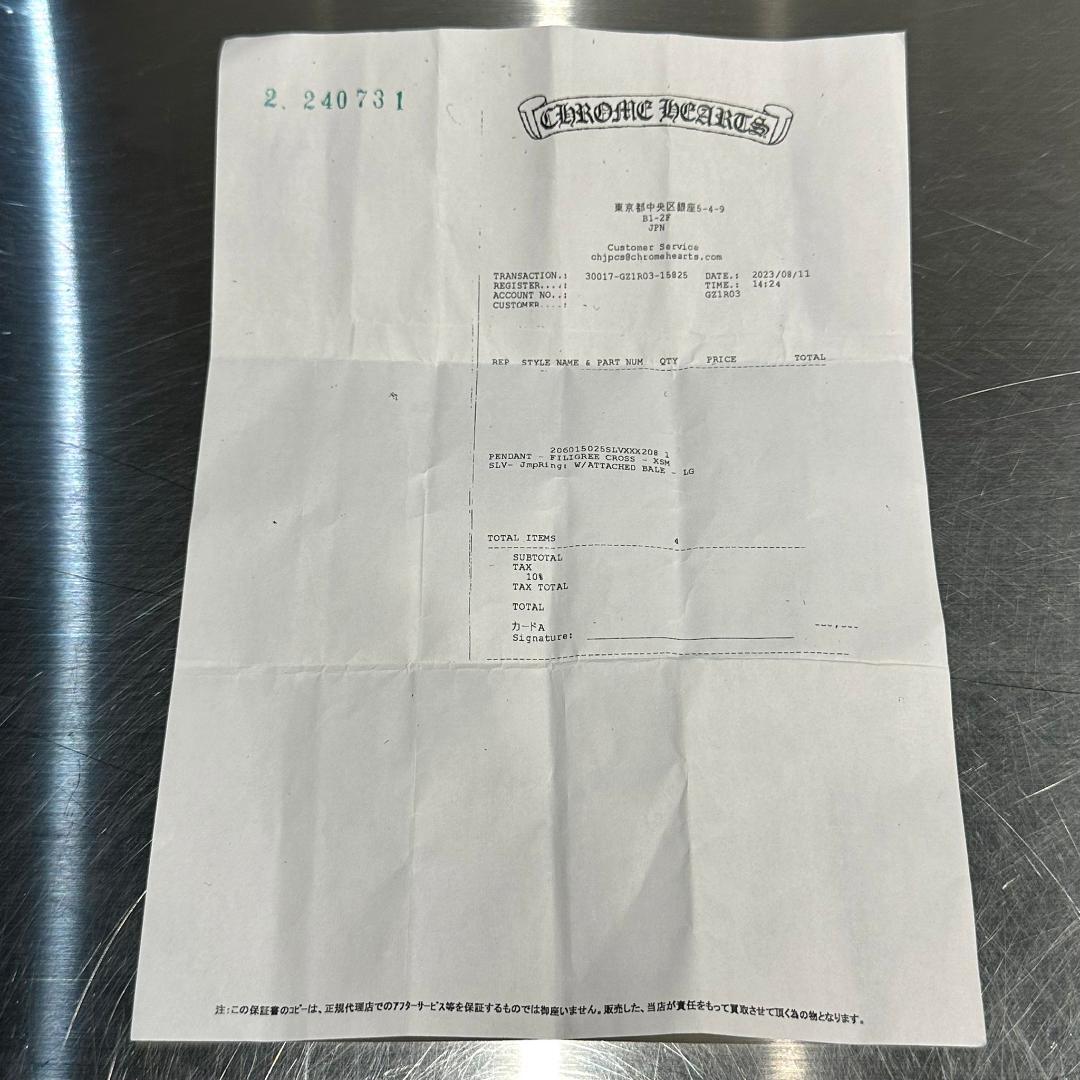 2. 240731
CHROME HEARTS
東京都中央区銀座5-4-9
B1-2F
JPN
Customer Service
chjpcs@chromehearts.com
TRANSACTION.: 30017-GZ1R03-15825 DATE.: 2023/08/11
REGISTER....: TIME.: 14:24
ACCOUNT NO..: GZ1R03
CUSTOMER....:
REP STYLE NAME & PART NUM QTY PRICE TOTAL
206015025SLVXXX208 1
PENDANT - FILIGREE CROSS - XSM
SLV- JmpRing: W/ATTACHED BALE - LG
TOTAL ITEMS 4
SUBTOTAL
TAX
10%
TAX TOTAL
TOTAL
カードA
Signature:
注:この保証書のコピーは、正規代理店でのアフターサービス等を保証するものでは御座いません。販売した、当店が責任をもって買取させて頂く為の物となります。